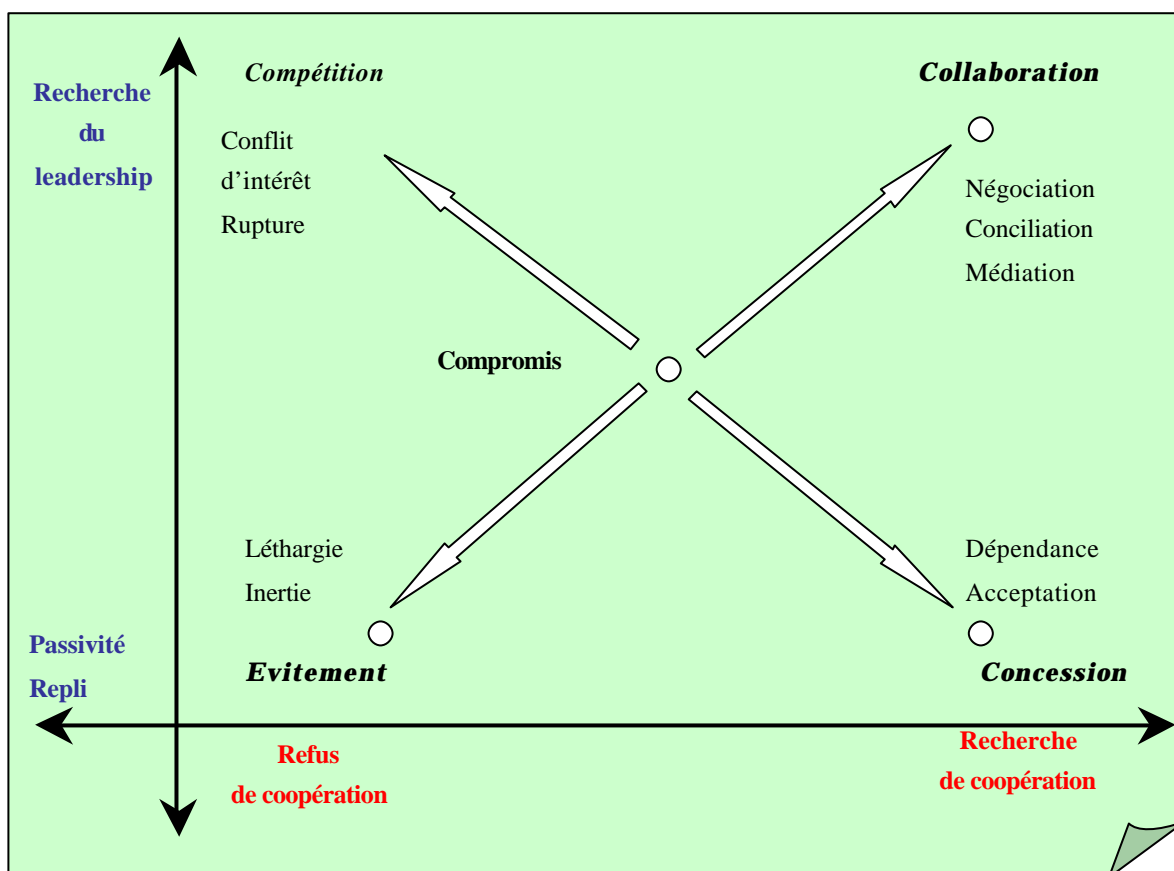 Compétition
Collaboration
Recherche
du
leadership
Conflit
d’intérêt
Rupture
Négociation
Conciliation
Médiation
Compromis
Léthargie
Inertie
Dépendance
Acceptation
Passivité
Repli
Evitement
Concession
Refus
de coopération
Recherche
de coopération